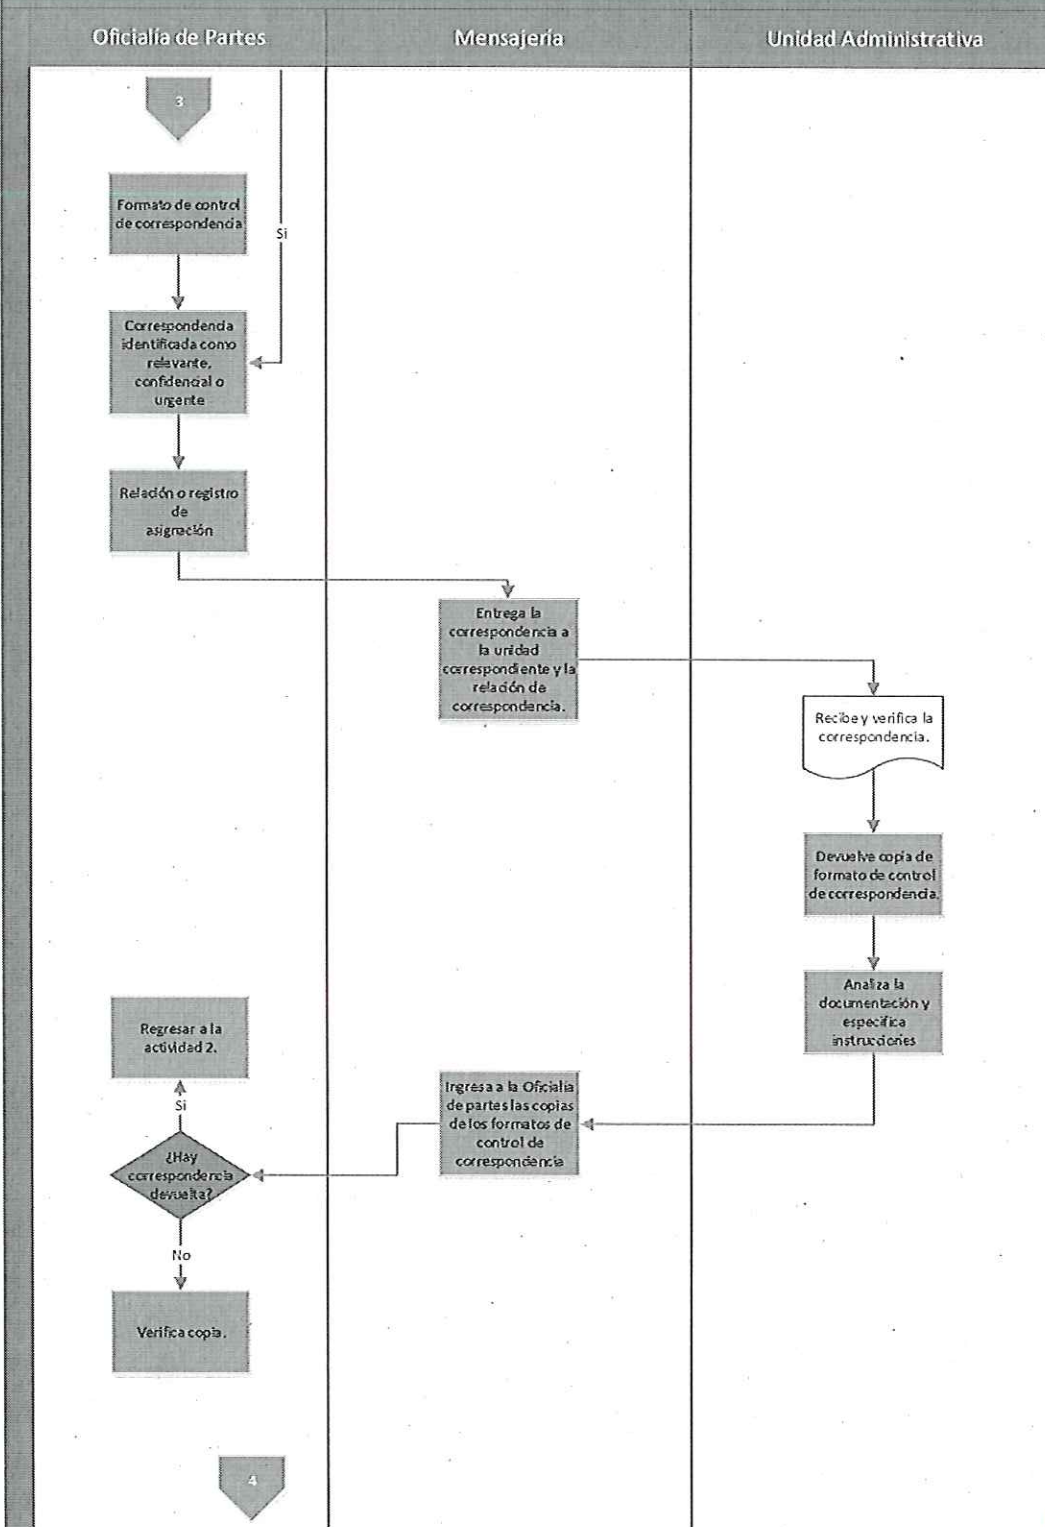 Oficialía de Partes
Mensajería
Unidad Administrativa
3
Formato de control
de correspondencia
Si
Correspondencia
identificada como
relevante,
confidencial o
urgente
Relación o registro
de
asignación
Entrega la
correspondencia a
la unidad
correspondiente y la
relación de
correspondencia.
Recibe y verifica la
correspondencia.
Devuelve copia de
formato de control
de correspondencia.
Analiza la
documentación y
especifica
instrucciones
Ingresa a la Oficialía
de partes las copias
de los formatos de
control de
correspondencia
Regresar a la
actividad 2.
Si
¿Hay
correspondencia
devuelta?
No
Verifica copia.
4